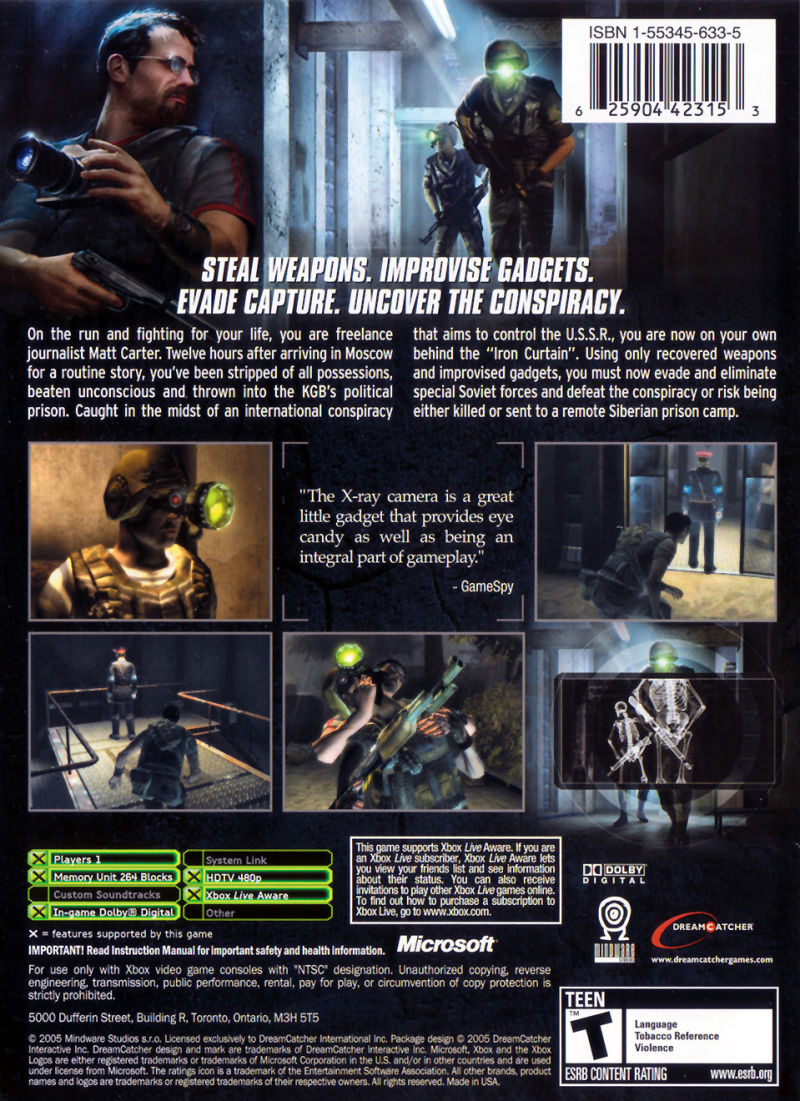 ISBN 1-55345-633-5
6 25904 42315 3
STEAL WEAPONS. IMPROVISE GADGETS.
EVADE CAPTURE. UNCOVER THE CONSPIRACY.
On the run and fighting for your life, you are freelance
journalist Matt Carter. Twelve hours after arriving in Moscow
for a routine story, you've been stripped of all possessions,
beaten unconscious and thrown into the KGB's political
prison. Caught in the midst of an international conspiracy
that aims to control the U.S.S.R., you are now on your own
behind the "Iron Curtain". Using only recovered weapons
and improvised gadgets, you must now evade and eliminate
special Soviet forces and defeat the conspiracy or risk being
either killed or sent to a remote Siberian prison camp.
"The X-ray camera is a great
little gadget that provides eye
candy as well as being an
integral part of gameplay."
- GameSpy
Players 1
Memory Unit 264 Blocks
Custom Soundtracks
In-game Dolby® Digital
System Link
HDTV 480p
Xbox Live Aware
Other
X = features supported by this game
This game supports Xbox Live Aware. If you are
an Xbox Live subscriber, Xbox Live Aware lets
you view your friends list and see information
about their status. You can also receive
invitations to play other Xbox Live games online.
To find out how to purchase a subscription to
Xbox Live, go to www.xbox.com.
DOLBY
DIGITAL
MINDWARE
STUDIOS
DREAMCATCHER
www.dreamcatchergames.com
IMPORTANT! Read Instruction Manual for important safety and health information.
Microsoft®
For use only with Xbox video game consoles with "NTSC" designation. Unauthorized copying, reverse
engineering, transmission, public performance, rental, pay for play, or circumvention of copy protection is
strictly prohibited.
5000 Dufferin Street, Building R, Toronto, Ontario, M3H 5T5
© 2005 Mindware Studios s.r.o. Licensed exclusively to DreamCatcher International Inc. Package design © 2005 DreamCatcher
Interactive Inc. DreamCatcher design and mark are trademarks of DreamCatcher Interactive Inc. Microsoft, Xbox and the Xbox
Logos are either registered trademarks or trademarks of Microsoft Corporation in the U.S. and/or in other countries and are used
under license from Microsoft. The ratings icon is a trademark of the Entertainment Software Association. All other brands, product
names and logos are trademarks or registered trademarks of their respective owners. All rights reserved. Made in USA.
TEEN
T
TM
Language
Tobacco Reference
Violence
ESRB CONTENT RATING
www.esrb.org